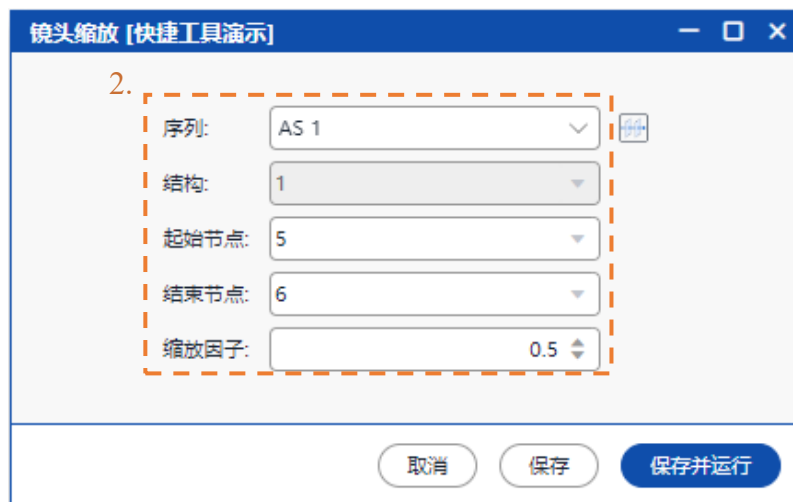 镜头缩放 [快捷工具演示]
2.
序列: AS 1
结构: 1
起始节点: 5
结束节点: 6
缩放因子: 0.5
取消 保存 保存并运行